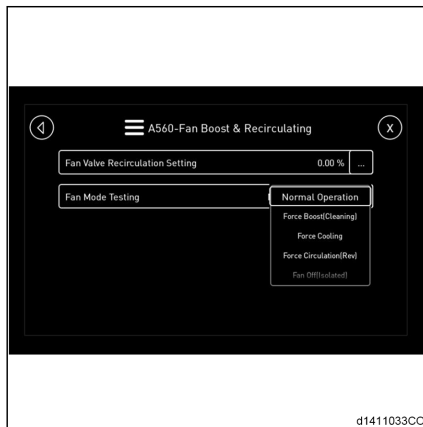 A560-Fan Boost & Recirculating
X
Fan Valve Recirculation Setting 0.00 % ...
Fan Mode Testing Normal Operation
Force Boost(Cleaning)
Force Cooling
Force Circulation(Rev)
Fan Off(Isolated)
d1411033CC